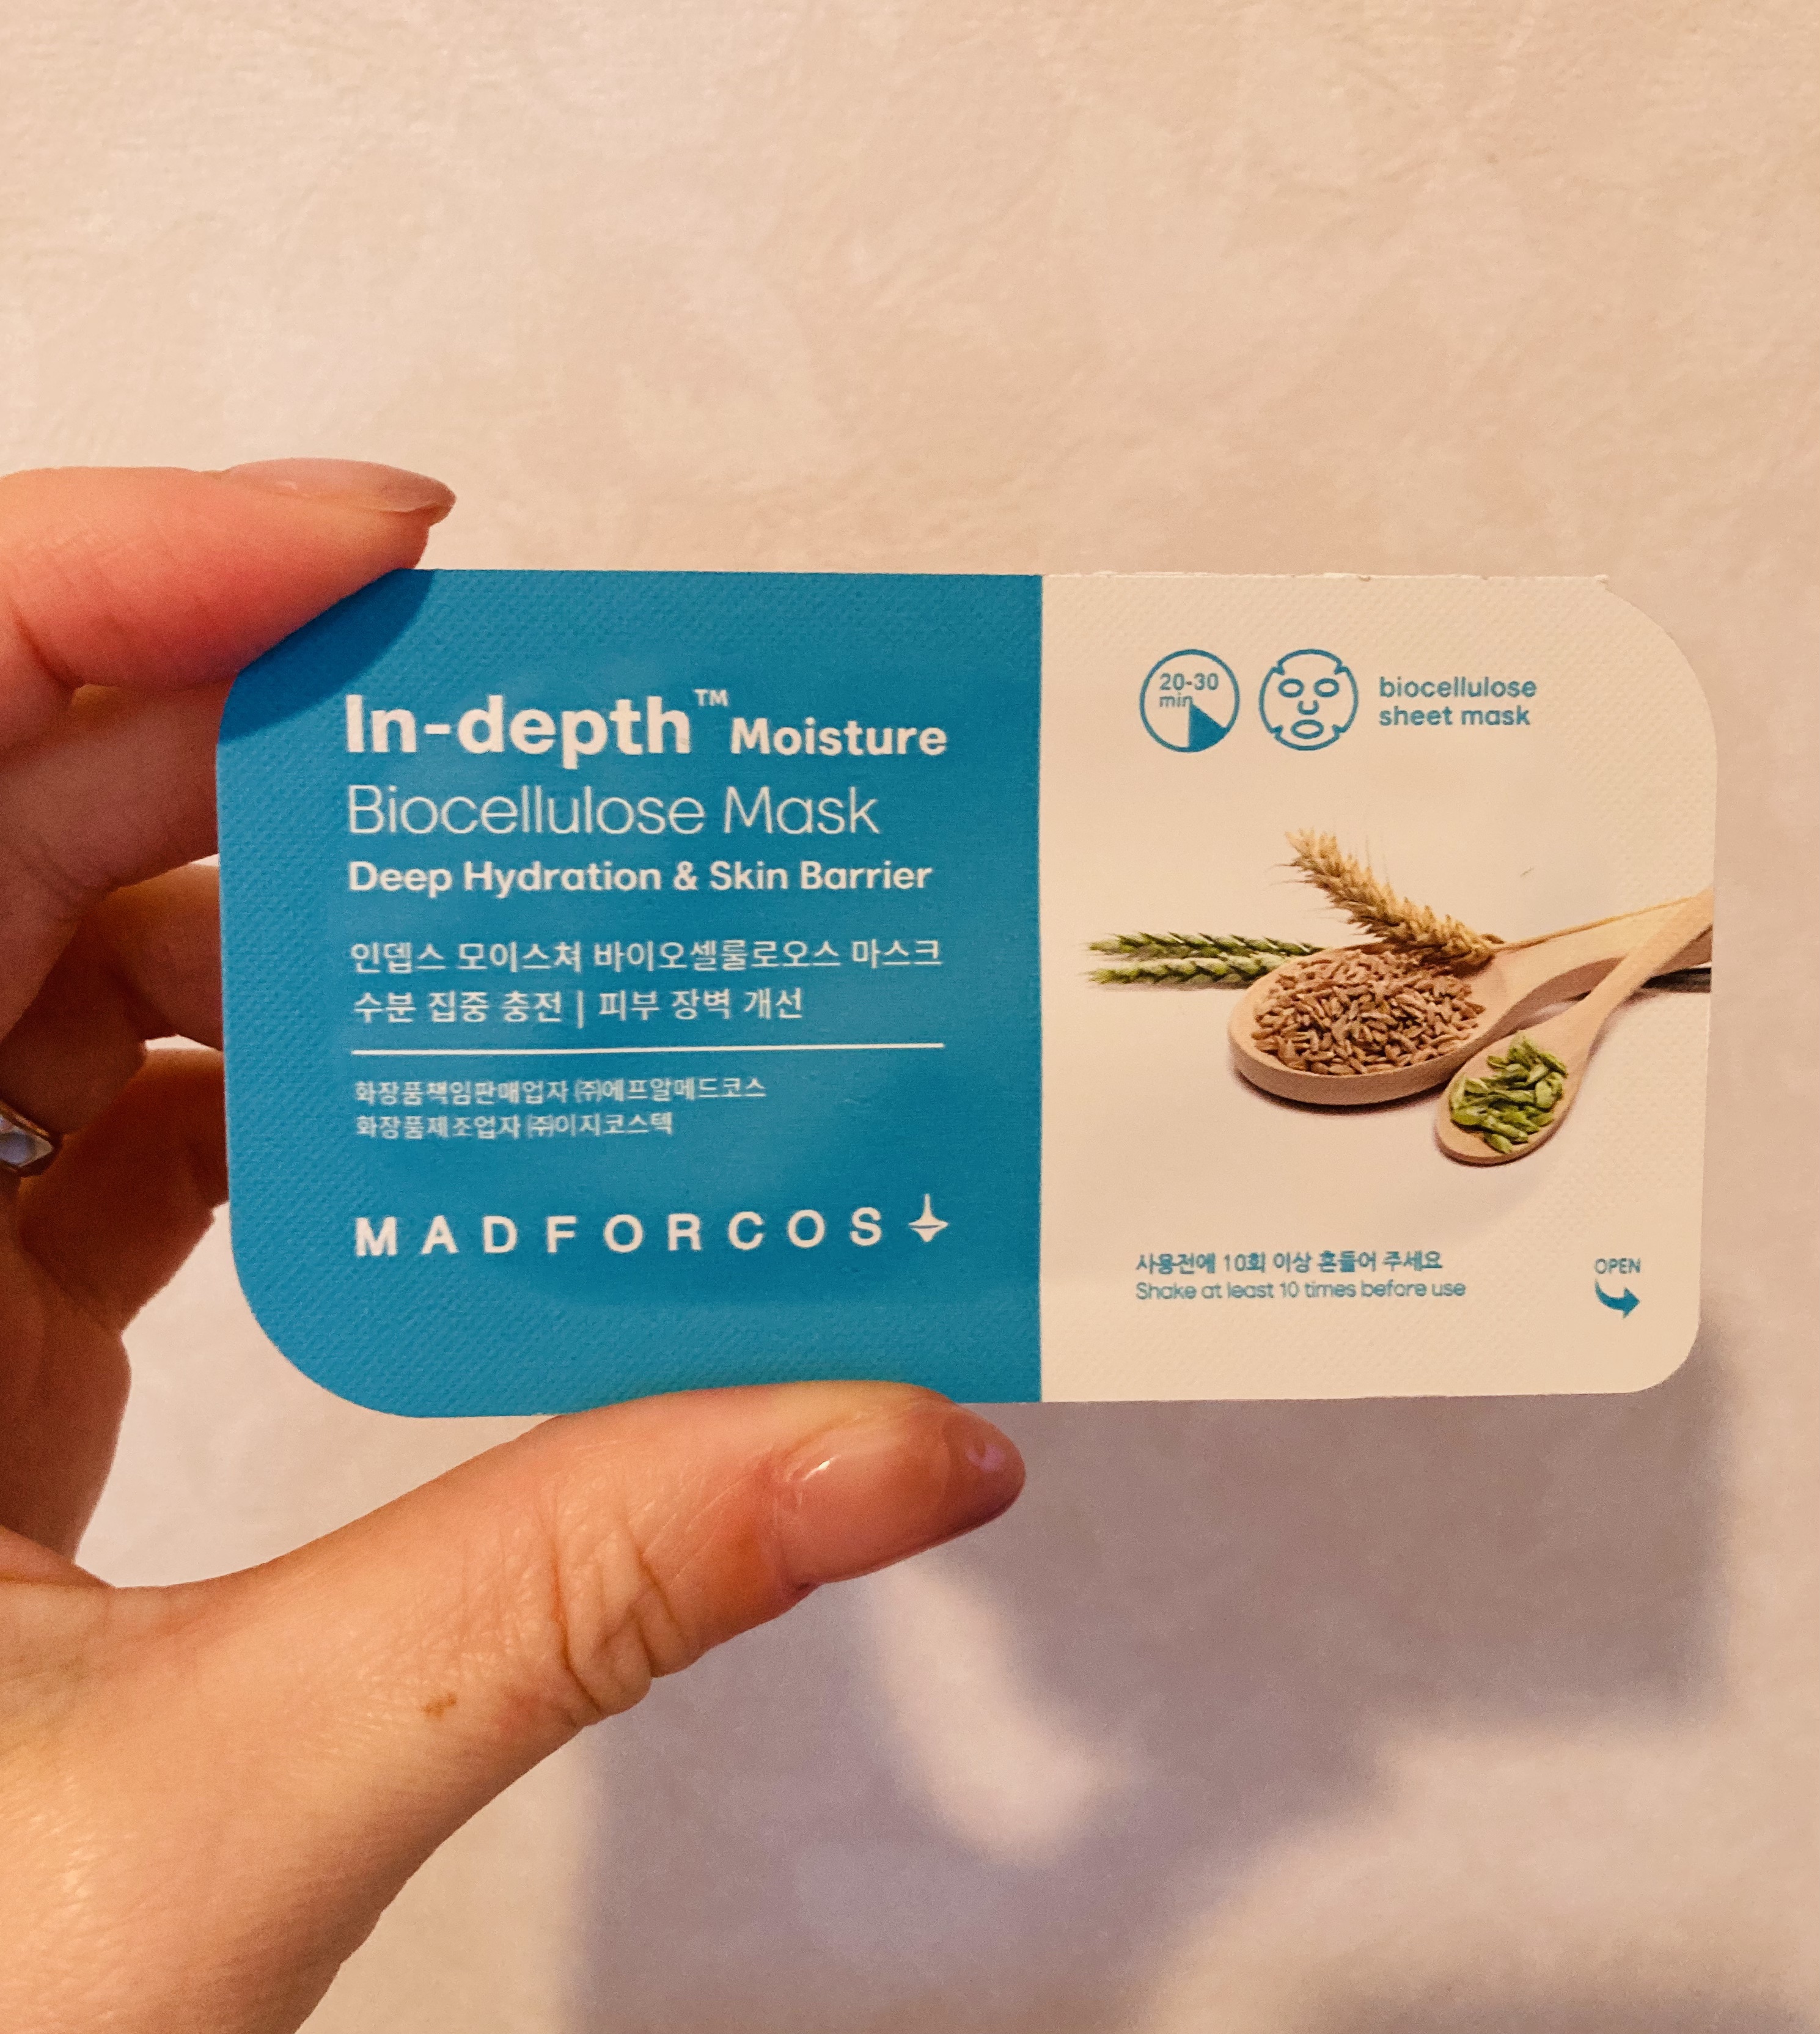 In-depth™ Moisture
Biocellulose Mask
Deep Hydration & Skin Barrier
인뎁스 모이스쳐 바이오셀룰로오스 마스크
수분 집중 충전 | 피부 장벽 개선
화장품책임판매업자 ㈜에프알메드코스
화장품제조업자 ㈜이지코스텍
MADFORCOS
20-30
min
biocellulose
sheet mask
사용전에 10회 이상 흔들어 주세요
Shake at least 10 times before use
OPEN